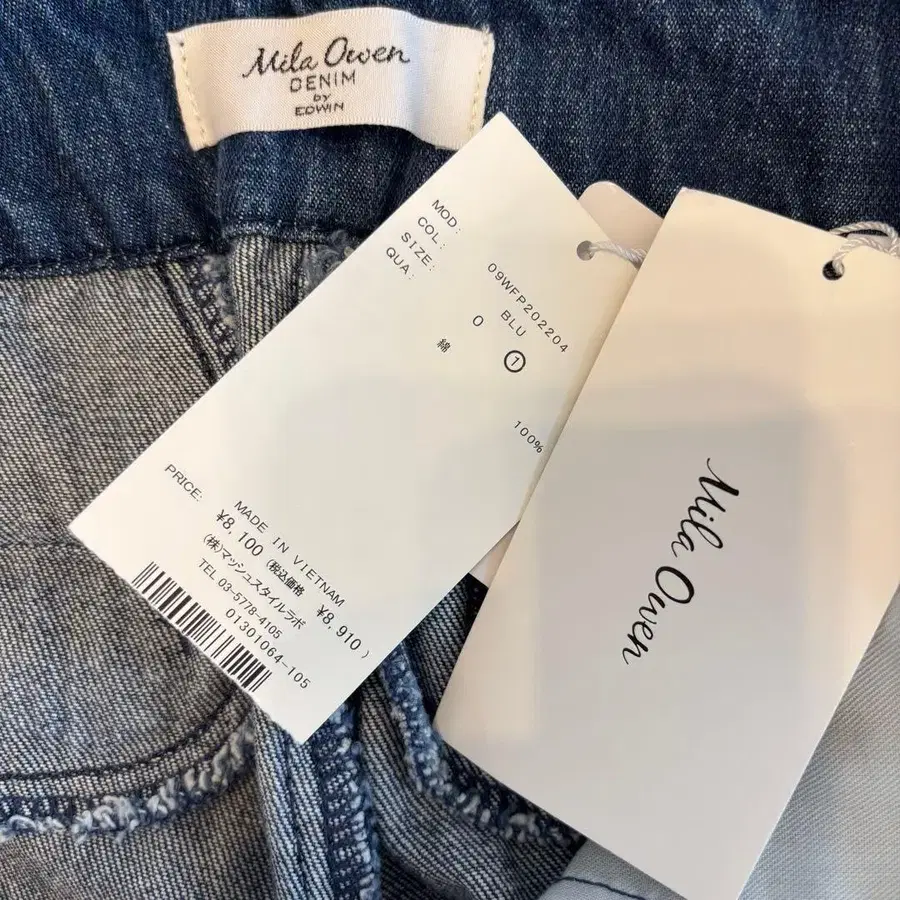 Mila Owen
DENIM
by
EDWIN
MOD: 09WFP202204
COL: BLU
SIZE: 0 1
QUA: 綿 100%
MADE IN VIETNAM
PRICE: ¥8,100 (税込価格 ¥8,910)
(株)マッシュスタイルラボ
TEL 03-5778-4105
01301064-105
Mila Owen